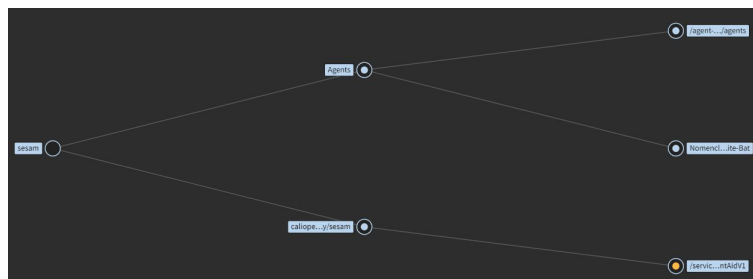 /agent-.../agents
Agents
sesam
Nomencl...ite-Bat
caliope...y/sesam
/servic...ntAidV1